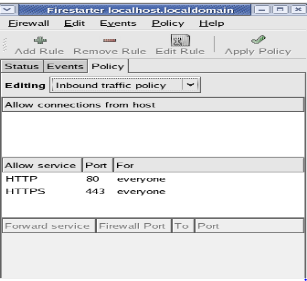 Firestarter localhost.localdomain
Firewall Edit Events Policy Help
Add Rule Remove Rule Edit Rule Apply Policy
Status Events Policy
Editing Inbound traffic policy
Allow connections from host
Allow service Port For
HTTP 80 everyone
HTTPS 443 everyone
Forward service Firewall Port To Port